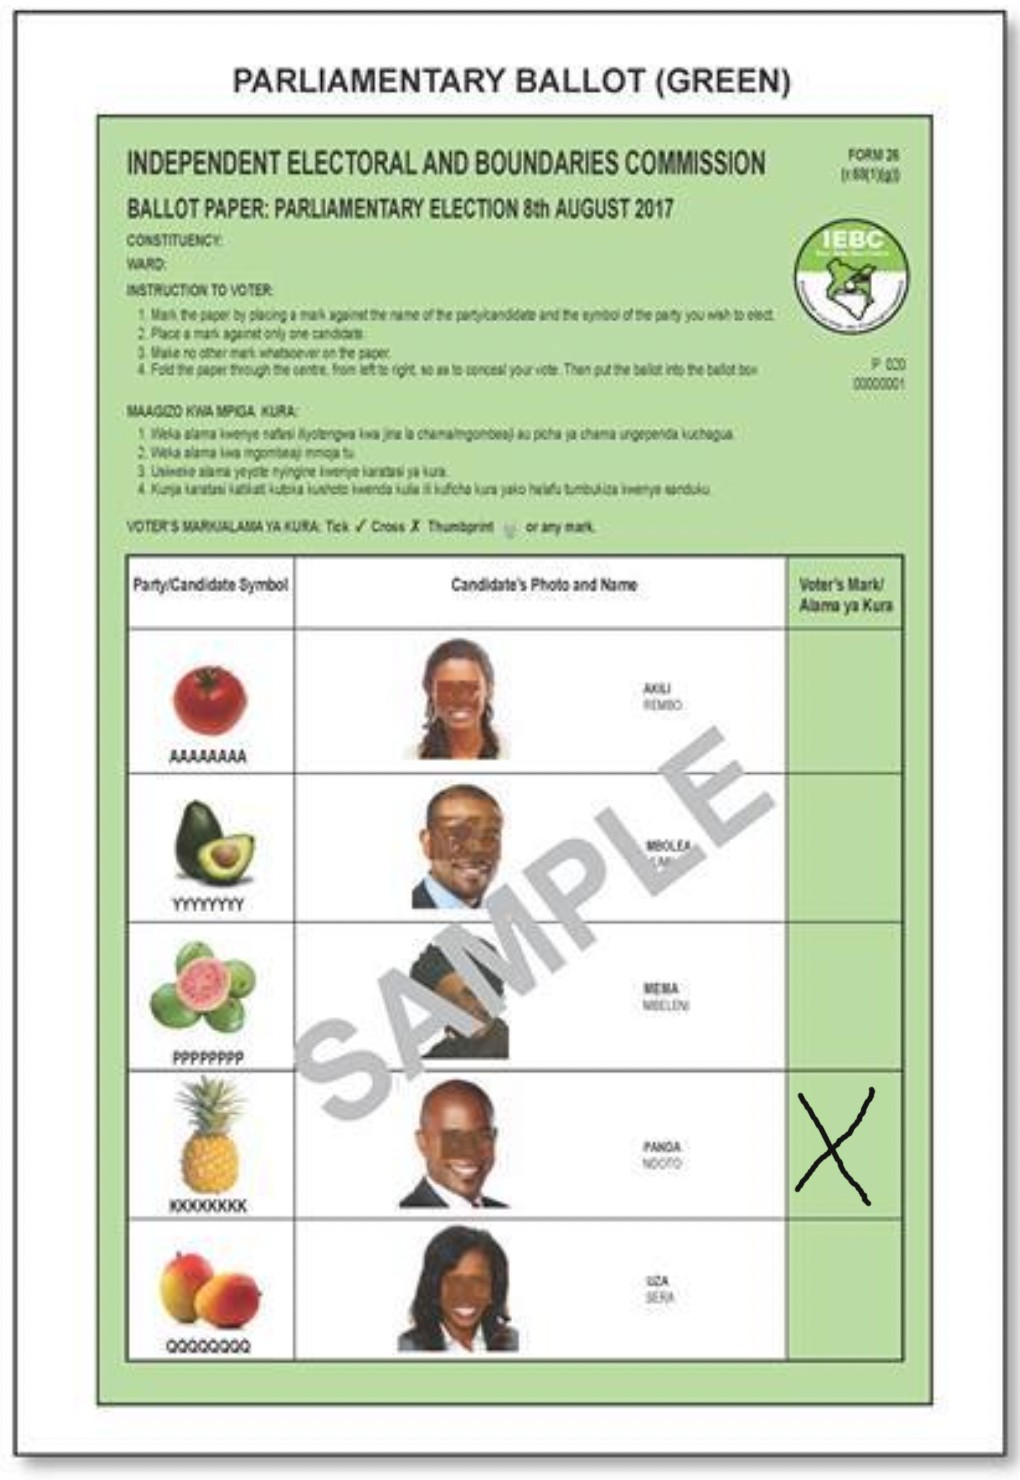 PARLIAMENTARY BALLOT (GREEN)
INDEPENDENT ELECTORAL AND BOUNDARIES COMMISSION
FORM 26
BALLOT PAPER: PARLIAMENTARY ELECTION 8th AUGUST 2017
CONSTITUENCY:
WARD:
IEBC
INSTRUCTION TO VOTER:
1. Mark the paper by placing a mark against the name of the party/candidate and the symbol of the party you wish to elect.
2. Place a mark against only one candidate.
3. Make no other mark whatsoever on the paper.
4. Fold the paper through the centre, from left to right, so as to conceal your vote. Then put the ballot into the ballot box
P 020
00000001
MAAGIZO KWA MPIGA KURA:
1. Weka alama kwenye nafasi iliyotengwa kwa jina la chama/mgombeaji au picha ya chama ungependa kuchagua.
2. Weka alama kwa mgombeaji mmoja tu.
3. Usiweke alama yeyote nyingine kwenye karatasi ya kura.
4. Kunja karatasi katikati kutoka kushoto kwenda kulia ili kuficha kura yako halafu tumbukiza kwenye sanduku.
VOTER'S MARK/ALAMA YA KURA: Tick ✓ Cross ✗ Thumbprint or any mark.
Party/Candidate Symbol
Candidate's Photo and Name
Voter's Mark/
Alama ya Kura
AKILI
REMBO
AAAAAAAA
MBOLEA
YYYYYYYY
MEMA
MBELENI
PPPPPPPP
PANDA
NDOTO
X
KKKKKKKK
UZA
SERA
QQQQQQQQ
SAMPLE